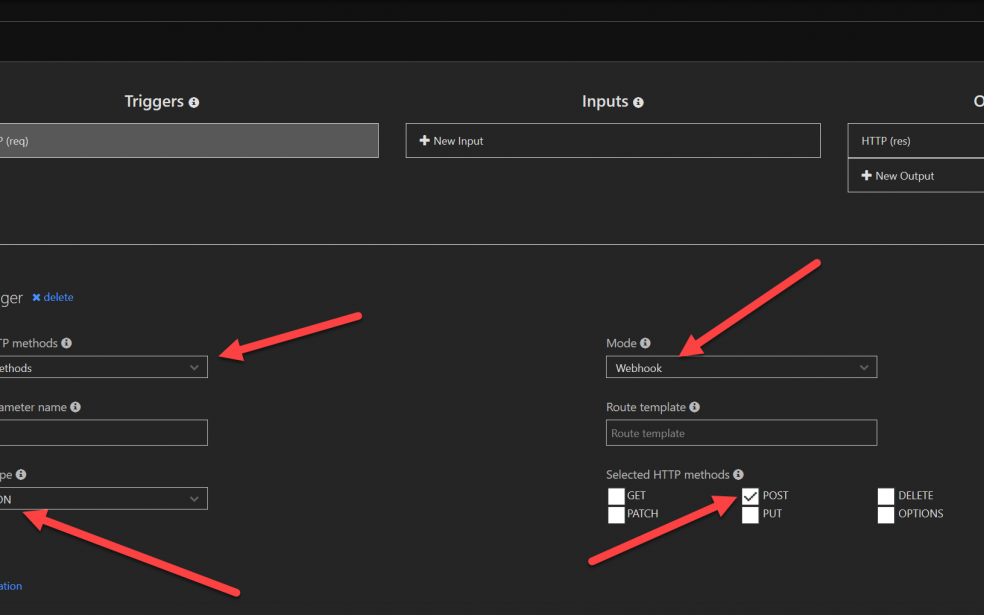 Triggers
Inputs
O
P (req)
New Input
HTTP (res)
New Output
ger
delete
TP methods
ethods
Mode
Webhook
ameter name
Route template
Route template
pe
ON
Selected HTTP methods
GET
POST
DELETE
PATCH
PUT
OPTIONS
ation